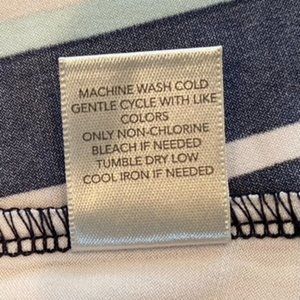 MACHINE WASH COLD
GENTLE CYCLE WITH LIKE
COLORS
ONLY NON-CHLORINE
BLEACH IF NEEDED
TUMBLE DRY LOW
COOL IRON IF NEEDED